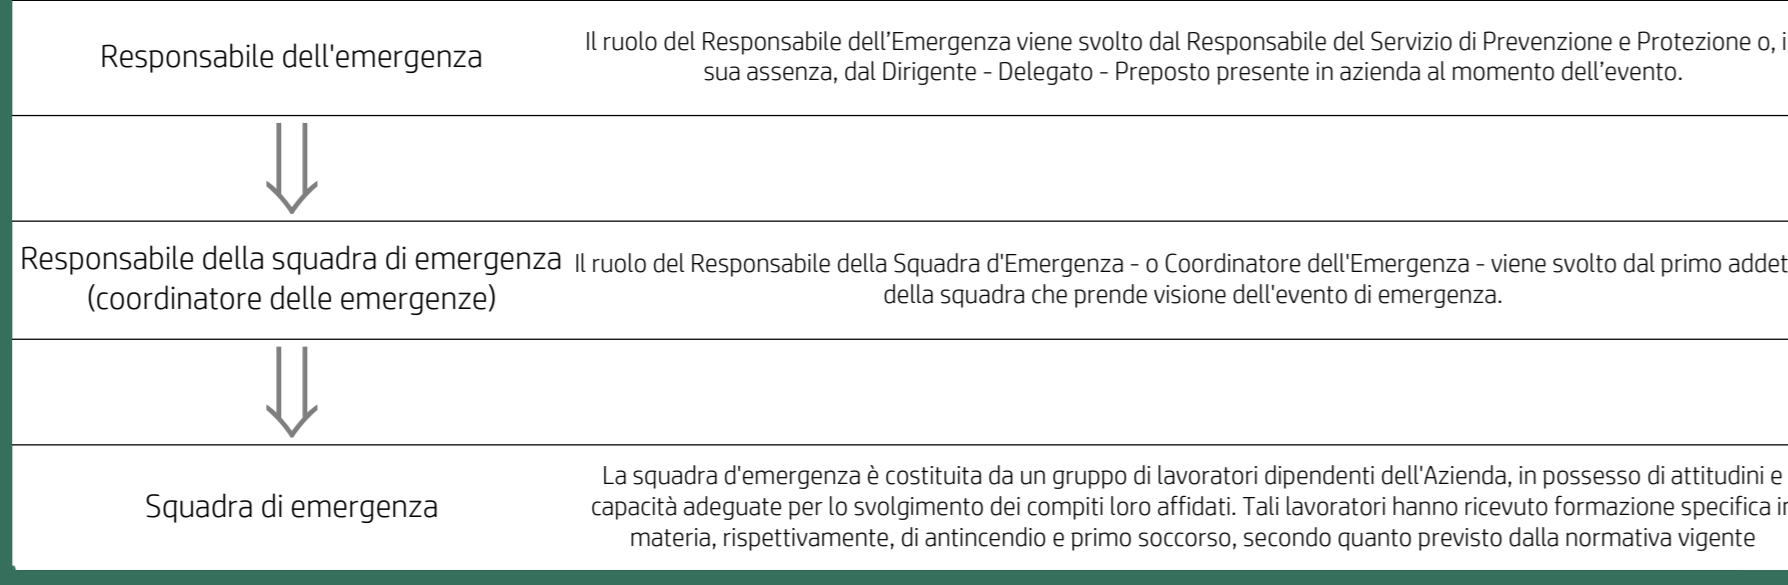 Responsabile dell'emergenza
Il ruolo del Responsabile dell’Emergenza viene svolto dal Responsabile del Servizio di Prevenzione e Protezione o,
sua assenza, dal Dirigente - Delegato - Preposto presente in azienda al momento dell’evento.
Responsabile della squadra di emergenza
(coordinatore delle emergenze)
Il ruolo del Responsabile della Squadra d'Emergenza - o Coordinatore dell'Emergenza - viene svolto dal primo
della squadra che prende visione dell'evento di emergenza.
Squadra di emergenza
La squadra d'emergenza è costituita da un gruppo di lavoratori dipendenti dell'Azienda, in possesso di attitudini e
capacità adeguate per lo svolgimento dei compiti loro affidati. Tali lavoratori hanno ricevuto formazione specifica in
materia, rispettivamente, di antincendio e primo soccorso, secondo quanto previsto dalla normativa vigente